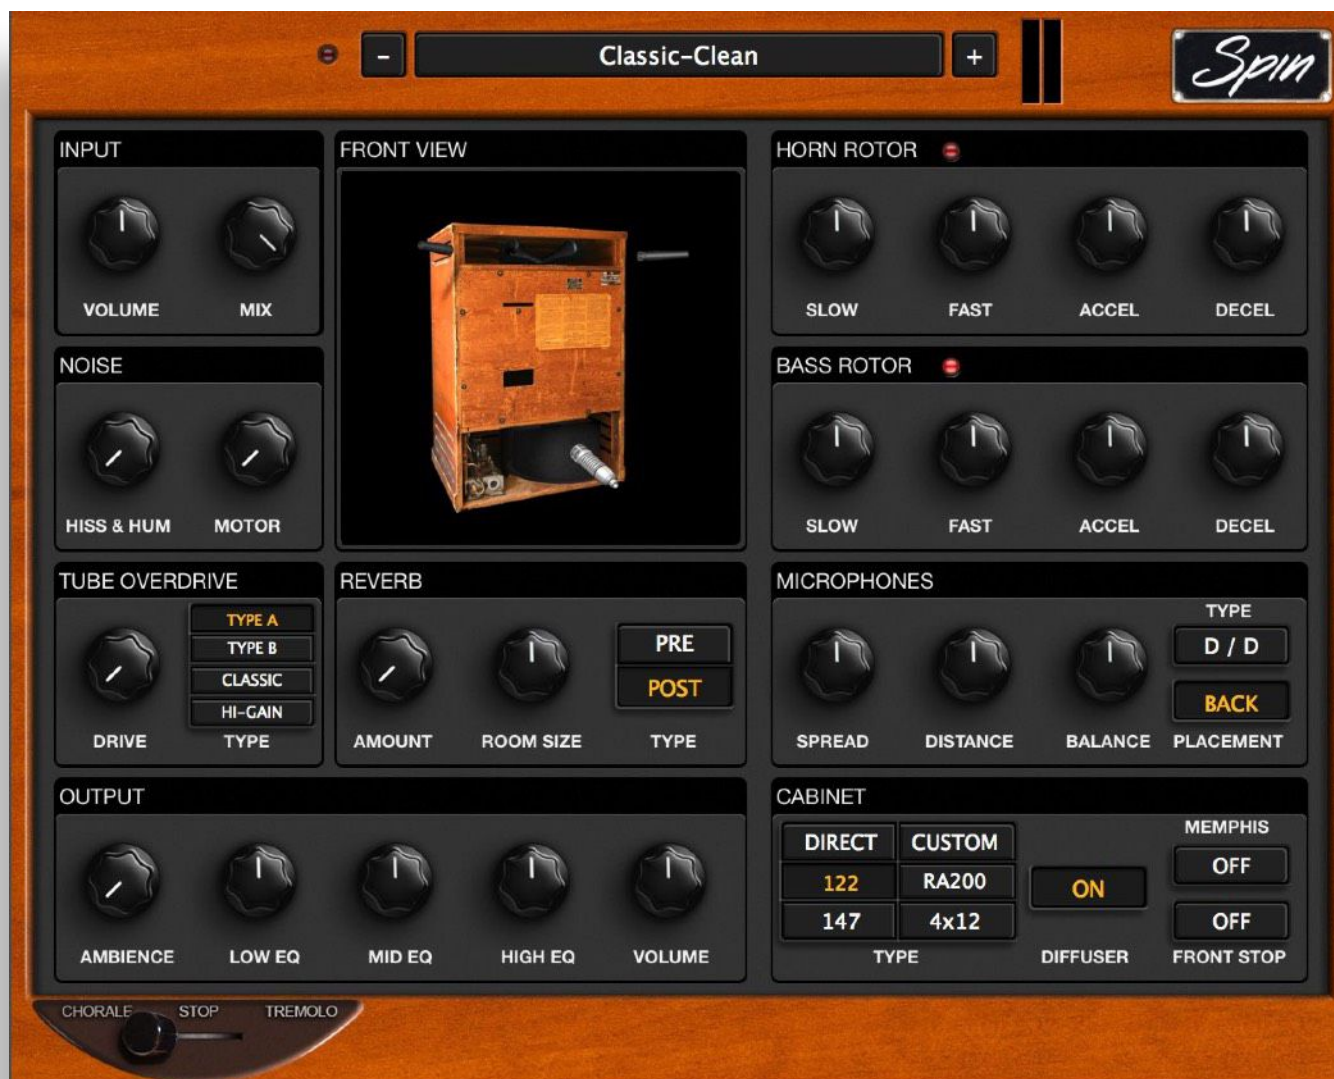 - Classic-Clean +
Spin
INPUT
VOLUME MIX
FRONT VIEW
HORN ROTOR
SLOW FAST ACCEL DECEL
NOISE
HISS & HUM MOTOR
BASS ROTOR
SLOW FAST ACCEL DECEL
TUBE OVERDRIVE
TYPE A
TYPE B
CLASSIC
HI-GAIN
DRIVE TYPE
REVERB
PRE
POST
AMOUNT ROOM SIZE TYPE
MICROPHONES
TYPE
D / D
BACK
SPREAD DISTANCE BALANCE PLACEMENT
OUTPUT
AMBIENCE LOW EQ MID EQ HIGH EQ VOLUME
CABINET
MEMPHIS
DIRECT CUSTOM
OFF
122 RA200
ON
147 4x12
OFF
TYPE DIFFUSER FRONT STOP
CHORALE STOP TREMOLO